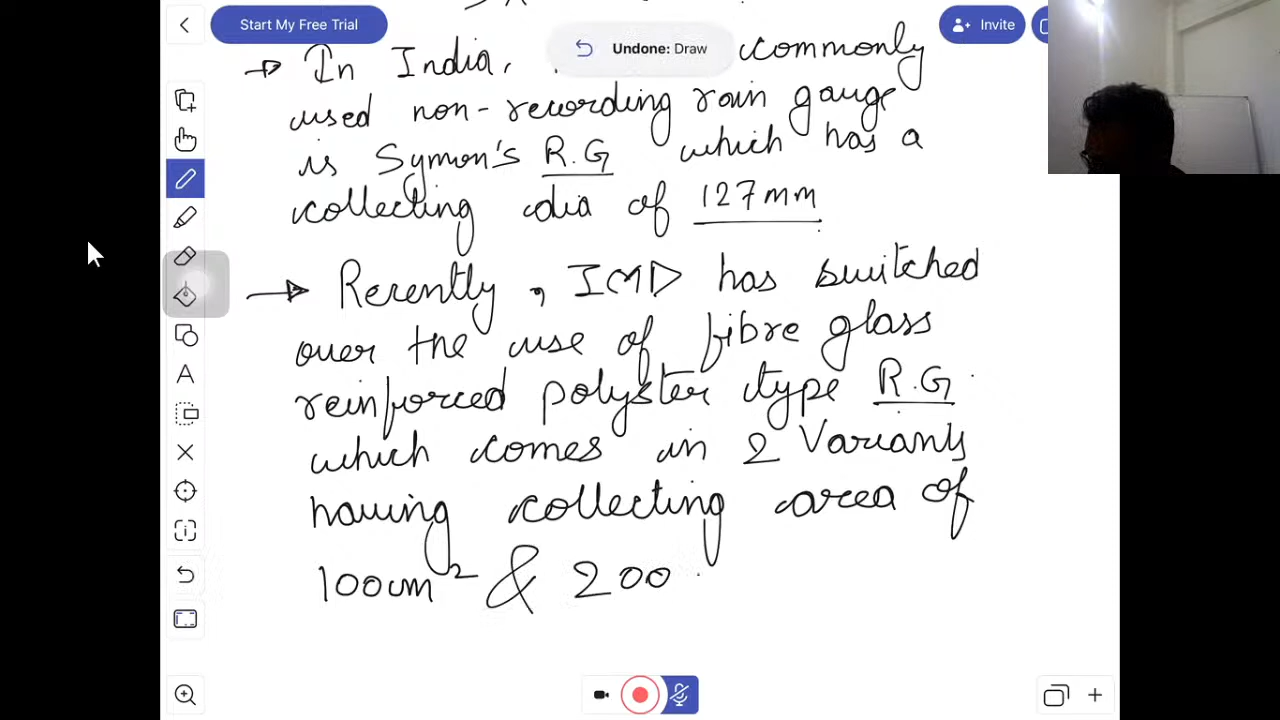 Start My Free Trial
Undone: Draw
Invite
In India, commonly
used non-recording rain gauge
is Symon's R.G which has a
collecting dia of 127mm
Recently, IMD has switched
over the use of fibre glass
reinforced polyster type R.G.
which comes in 2 Variants
having collecting area of
100cm² & 200